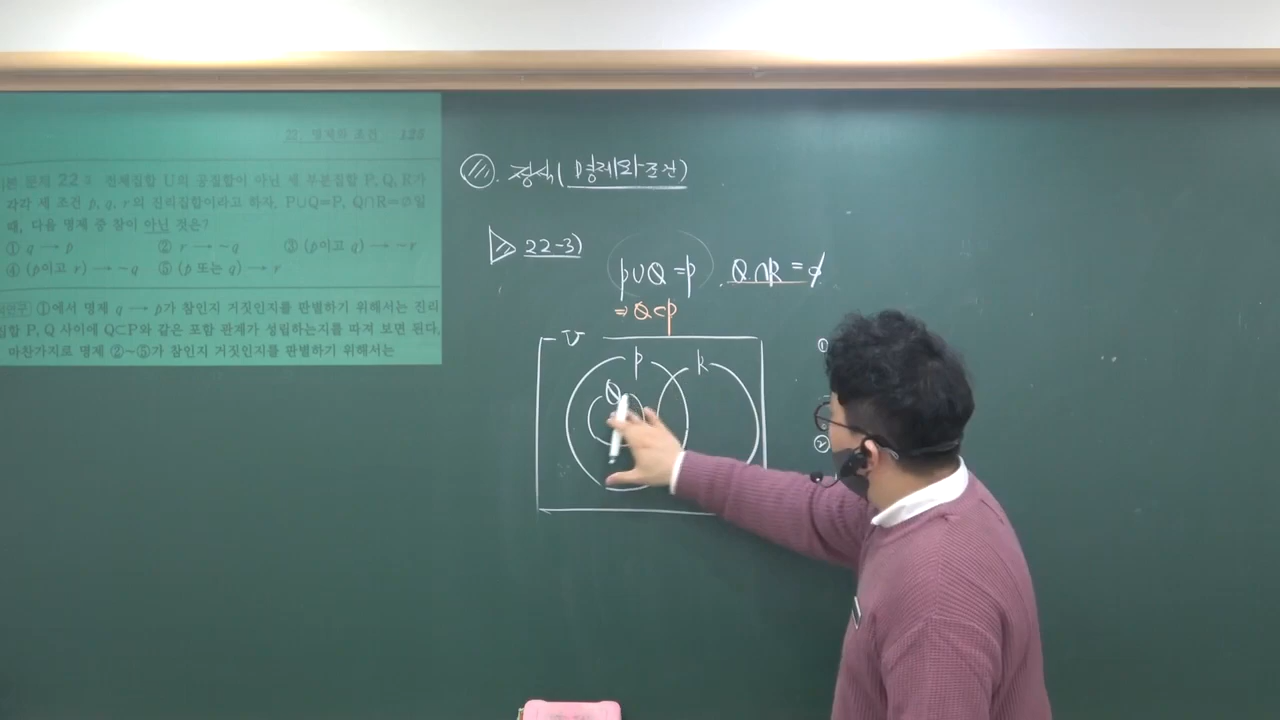 22 명제와 조건 125
본 문제 22-3 전체집합 U의 공집합이 아닌 세 부분집합 P, Q, R가
각각 세 조건 p, q, r의 진리집합이라고 하자. P∪Q=P, Q∩R=∅일
때, 다음 명제 중 참이 아닌 것은?
① q → p ② r → ~q ③ (p이고 q) → ~r
④ (p이고 r) → ~q ⑤ (p 또는 q) → r
①에서 명제 q → p가 참인지 거짓인지를 판별하기 위해서는 진리
집합 P, Q 사이에 Q⊂P와 같은 포함 관계가 성립하는지를 따져 보면 된다.
마찬가지로 명제 ②~⑤가 참인지 거짓인지를 판별하기 위해서는
정석( 명제와 조건)
22-3)
P∪Q=P, Q∩R=∅
⇒ Q⊂P
U
P R
Q
①
②